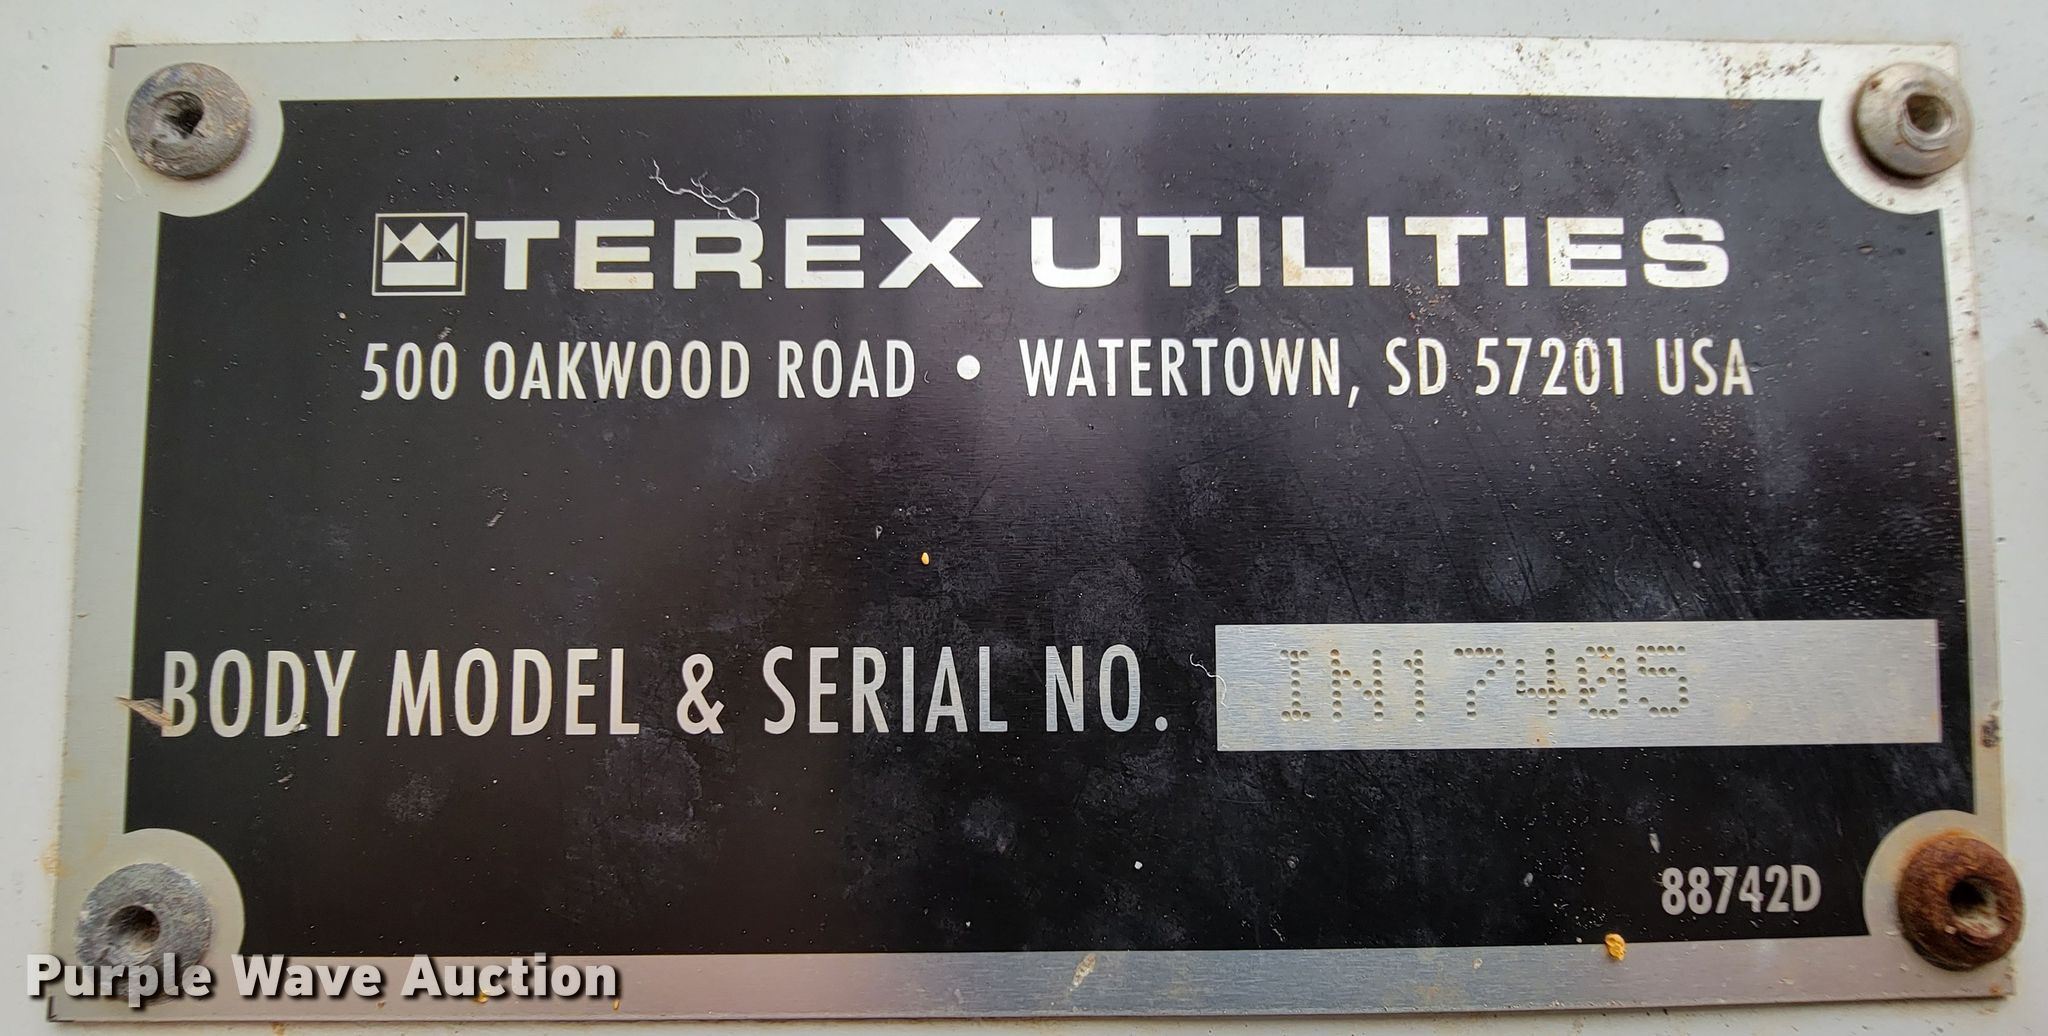 TEREX UTILITIES
500 OAKWOOD ROAD • WATERTOWN, SD 57201 USA
BODY MODEL & SERIAL NO. IN17405
88742D
Purple Wave Auction